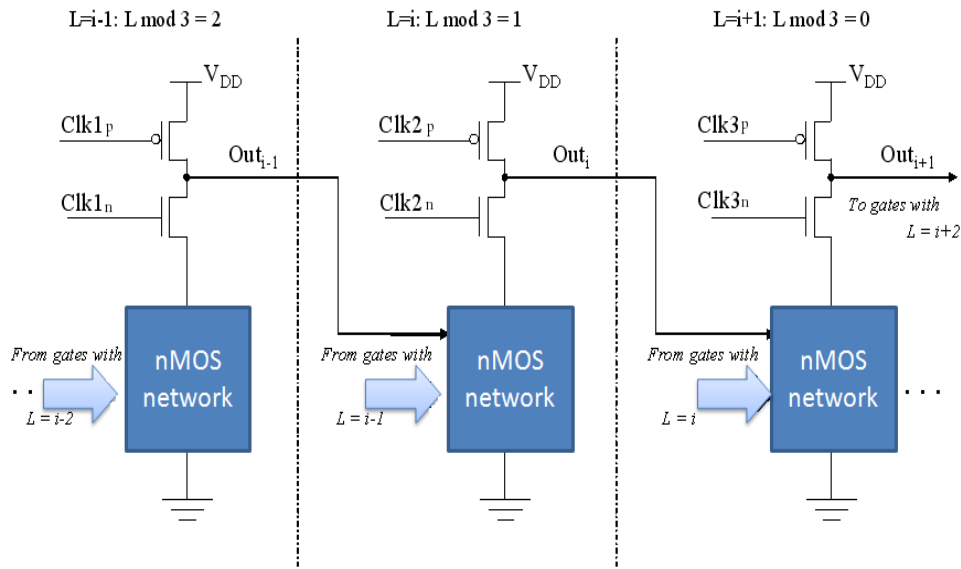 L=i-1: L mod 3 = 2
L=i: L mod 3 = 1
L=i+1: L mod 3 = 0
VDD
VDD
VDD
Clk1p
Clk2p
Clk3p
Outi-1
Outi
Outi+1
Clk1n
Clk2n
Clk3n
To gates with
L = i+2
From gates with
L = i-2
nMOS
network
From gates with
L = i-1
nMOS
network
From gates with
L = i
nMOS
network
. .
. . .